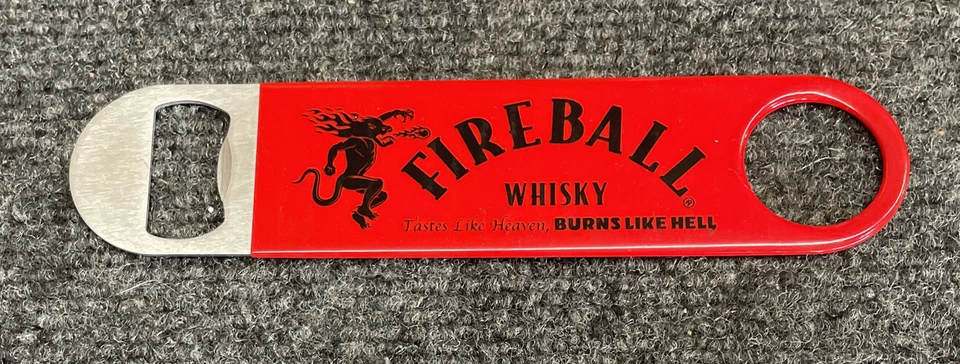 FIREBALL®
WHISKY
Tastes Like Heaven, BURNS LIKE HELL